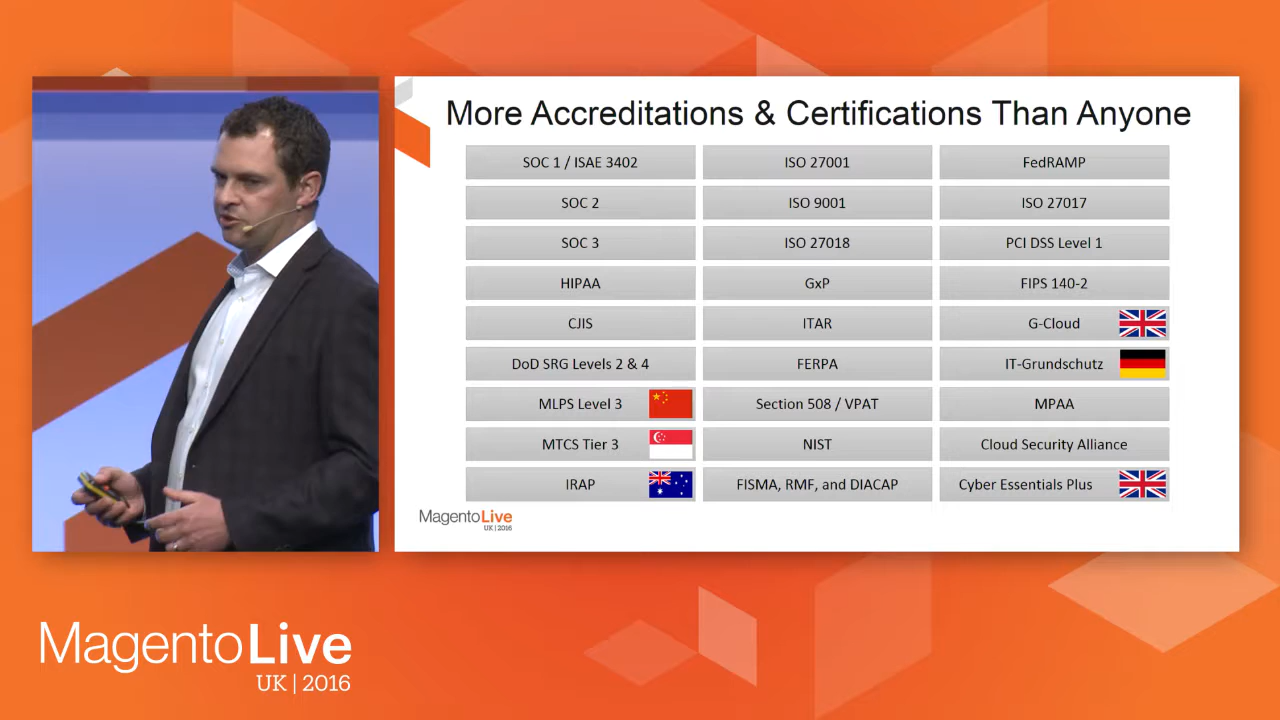 More Accreditations & Certifications Than Anyone
SOC 1 / ISAE 3402
ISO 27001
FedRAMP
SOC 2
ISO 9001
ISO 27017
SOC 3
ISO 27018
PCI DSS Level 1
HIPAA
GxP
FIPS 140-2
CJIS
ITAR
G-Cloud
DoD SRG Levels 2 & 4
FERPA
IT-Grundschutz
MLPS Level 3
Section 508 / VPAT
MPAA
MTCS Tier 3
NIST
Cloud Security Alliance
IRAP
FISMA, RMF, and DIACAP
Cyber Essentials Plus
MagentoLive
UK | 2016
MagentoLive
UK | 2016